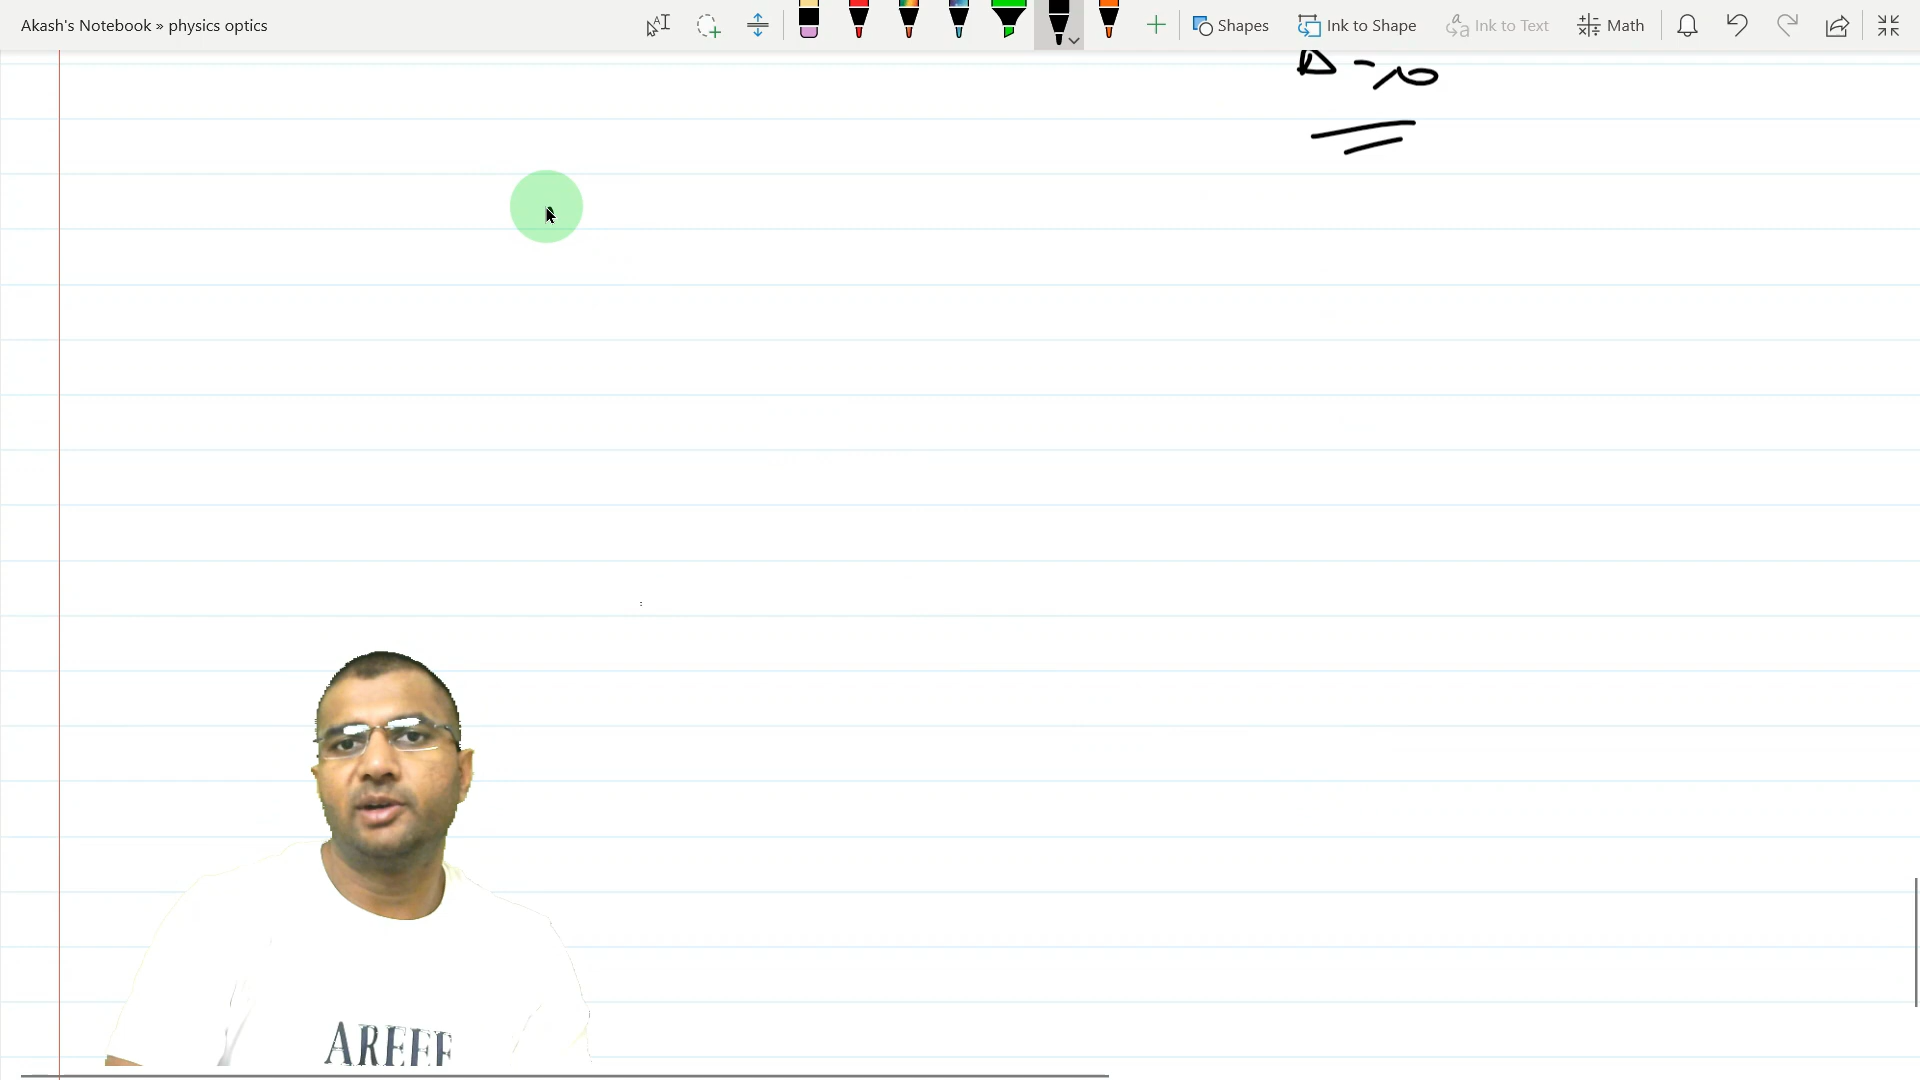 Akash's Notebook » physics optics
Shapes
Ink to Shape
Ink to Text
Math
AREEF